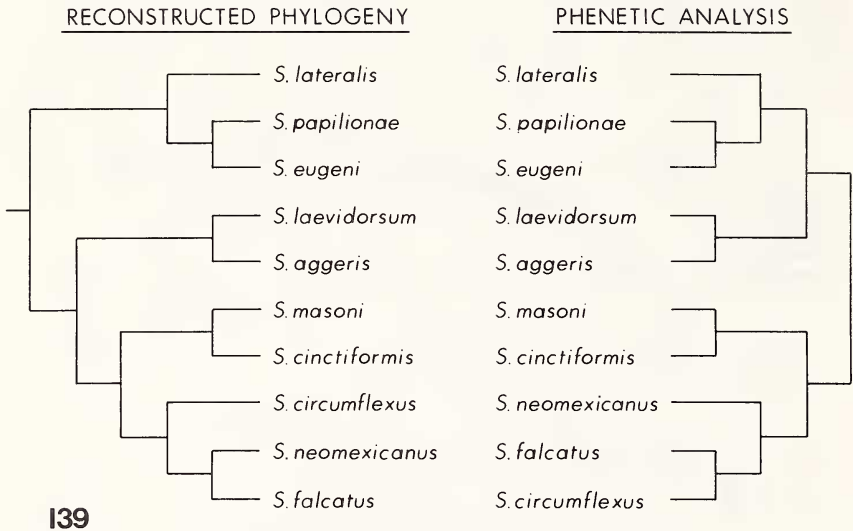 RECONSTRUCTED PHYLOGENY
S. lateralis
S. papilionae
S. eugeni
S. laevidorsum
S. aggeris
S. masoni
S. cinctiformis
S. circumflexus
S. neomexicanus
S. falcatus
PHENETIC ANALYSIS
S. lateralis
S. papilionae
S. eugeni
S. laevidorsum
S. aggeris
S. masoni
S. cinctiformis
S. neomexicanus
S. falcatus
S. circumflexus
139